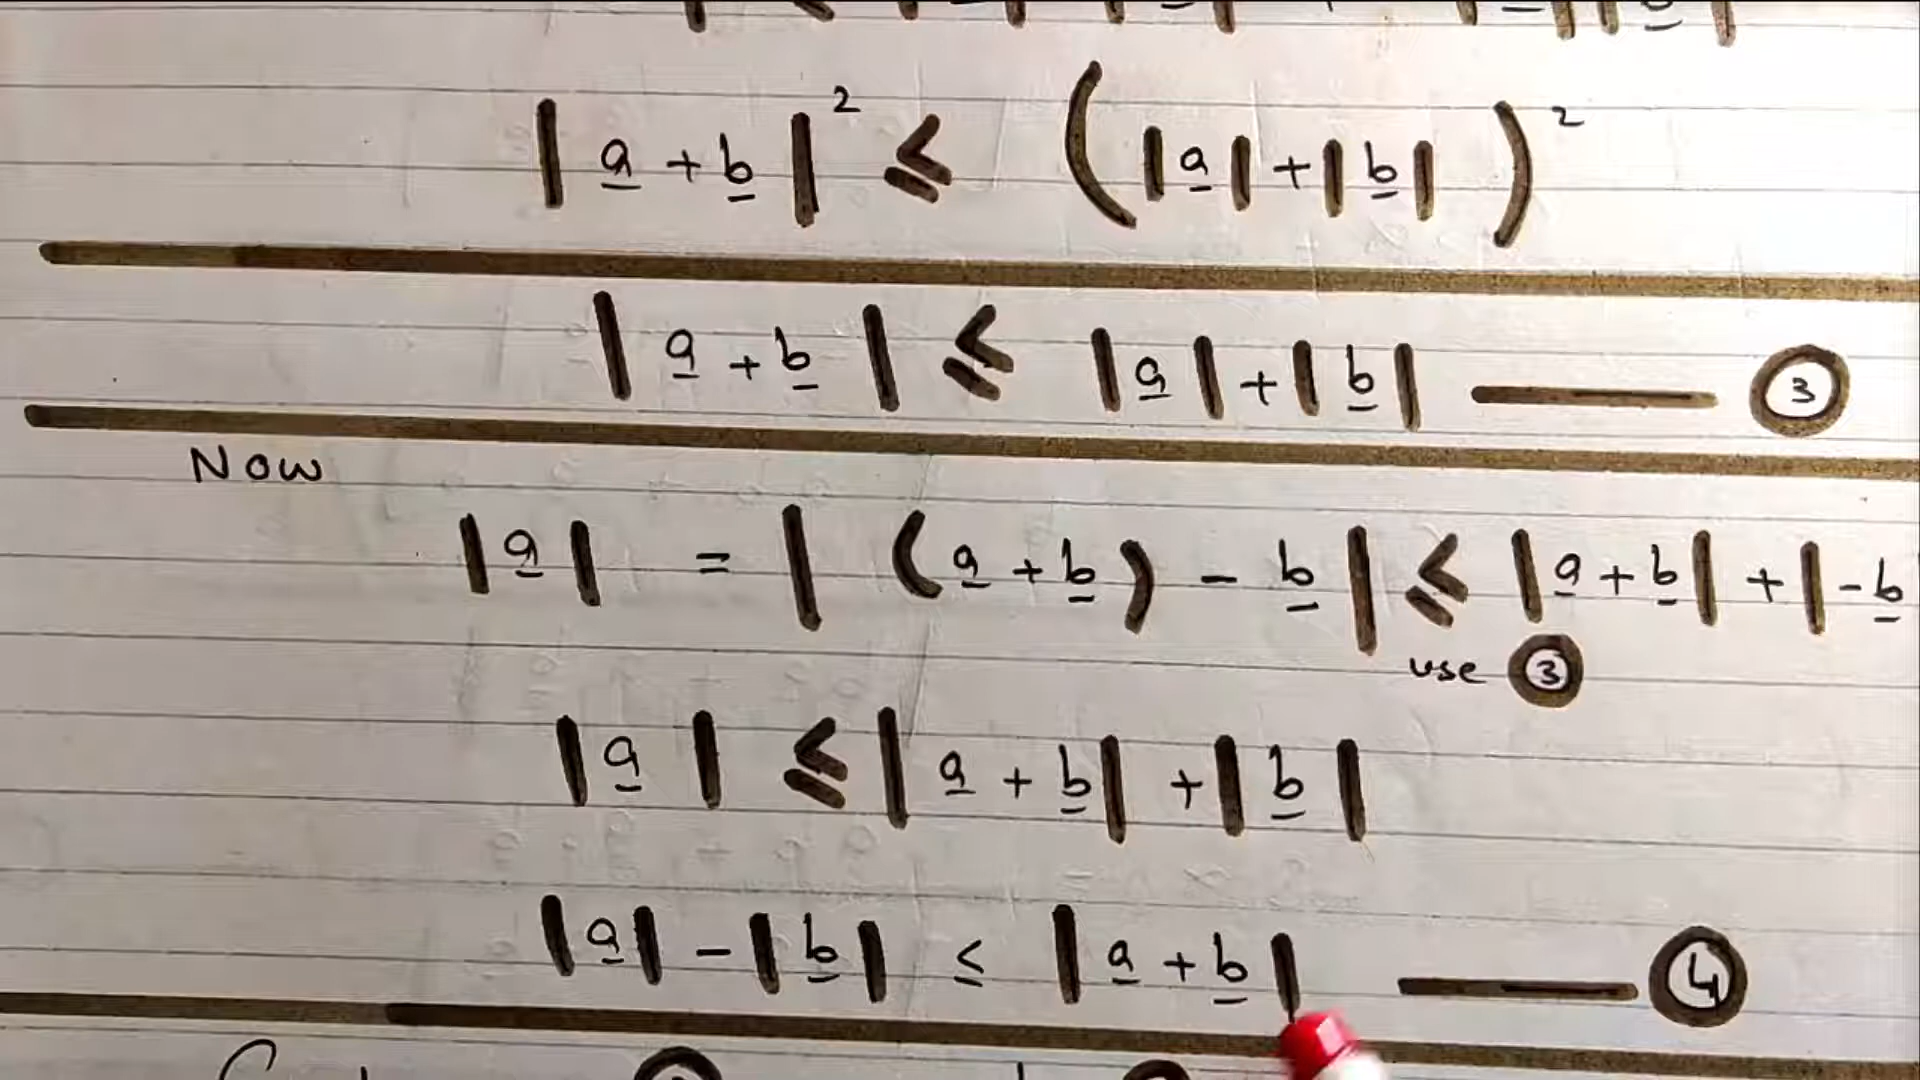 | a̲ + b̲ |² ≤ ( |a̲| + |b̲| )²
| a̲ + b̲ | ≤ |a̲| + |b̲| —— ③
Now
|a̲| = | (a̲ + b̲) - b̲ | ≤ |a̲ + b̲| + |-b̲
use ③
|a̲| ≤ | a̲ + b̲ | + | b̲ |
|a̲| - |b̲| ≤ | a̲ + b̲ | —— ④